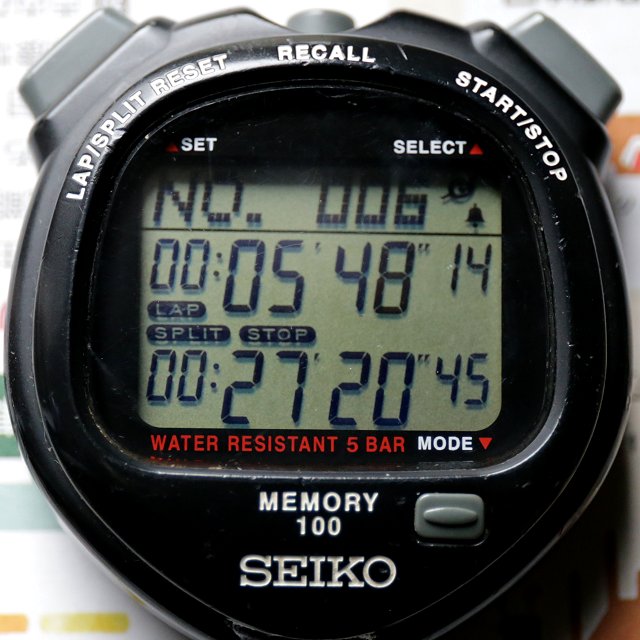 RECALL
LAP/SPLIT RESET
START/STOP
▲SET
SELECT▲
NO. 006
00:05'48"14
LAP
SPLIT STOP
00:27'20"45
WATER RESISTANT 5 BAR MODE▼
MEMORY
100
SEIKO